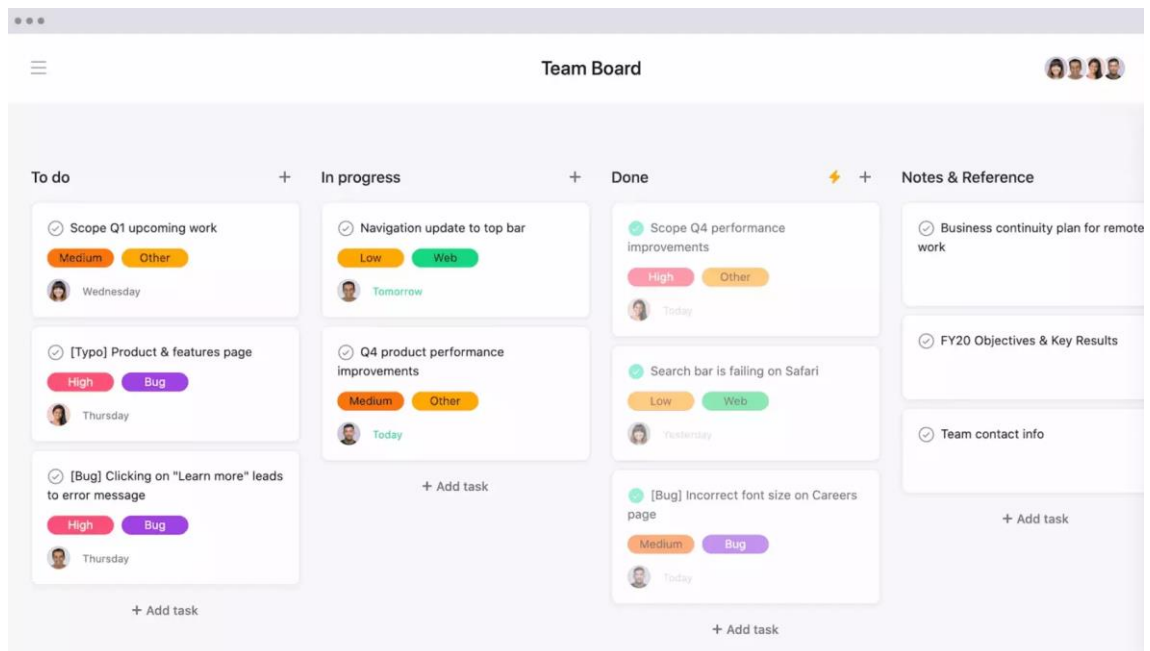 Team Board
To do
+
Scope Q1 upcoming work
Medium
Other
Wednesday
[Typo] Product & features page
High
Bug
Thursday
[Bug] Clicking on "Learn more" leads
to error message
High
Bug
Thursday
+ Add task
In progress
+
Navigation update to top bar
Low
Web
Tomorrow
Q4 product performance
improvements
Medium
Other
Today
+ Add task
Done
+
Scope Q4 performance
improvements
High
Other
Today
Search bar is failing on Safari
Low
Web
Yesterday
[Bug] Incorrect font size on Careers
page
Medium
Bug
Today
+ Add task
Notes & Reference
Business continuity plan for remote
work
FY20 Objectives & Key Results
Team contact info
+ Add task